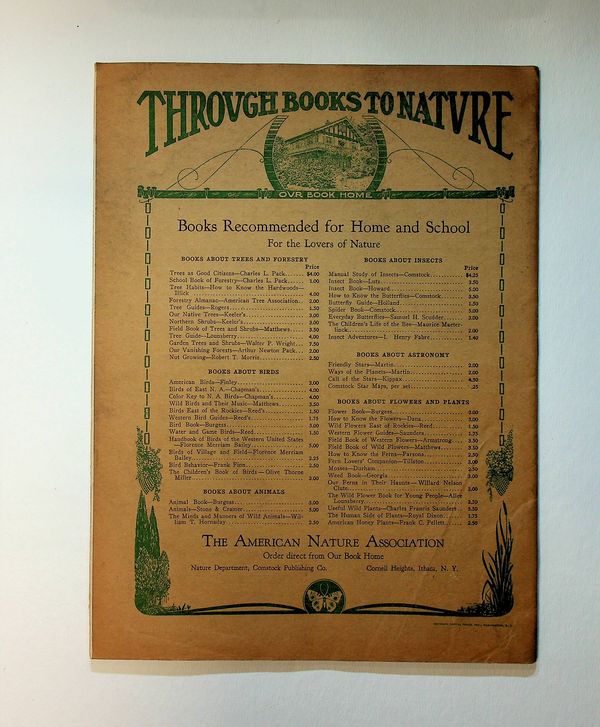 THROVGH BOOKS TO NATVRE
OUR BOOK HOME
Books Recommended for Home and School
For the Lovers of Nature
BOOKS ABOUT TREES AND FORESTRY
Price
Trees as Good Citizens—Charles L. Pack...... $4.00
School Book of Forestry—Charles L. Pack..... 1.00
Tree Habits—How to Know the Hardwoods—
Illick........ 4.00
Forestry Almanac—American Tree Association. 2.00
Tree Guides—Rogers........ 1.50
Our Native Trees—Keeler's........ 3.00
Northern Shrubs—Keeler's........ 3.00
Field Book of Trees and Shrubs—Matthews.... 3.50
Tree Guide—Lounsberry........ 4.00
Garden Trees and Shrubs—Walter P. Wright.. 7.50
Our Vanishing Forests—Arthur Newton Pack... 2.00
Nut Growing—Robert T. Morris........ 2.50
BOOKS ABOUT BIRDS
American Birds—Finley........ 2.00
Birds of East N. A.—Chapman's........ 4.00
Color Key to N. A. Birds—Chapman's........ 4.00
Wild Birds and Their Music—Matthews........ 3.50
Birds East of the Rockies—Reed's........ 1.50
Western Bird Guides—Reed's........ 1.75
Bird Book—Burgess........ 3.00
Water and Game Birds—Reed........ 1.50
Handbook of Birds of the Western United States
—Florence Merriam Bailey........ 5.00
Birds of Village and Field—Florence Merriam
Bailey........ 2.25
Bird Behavior—Frank Finn........ 2.50
The Children's Book of Birds—Olive Thorne
Miller........ 2.00
BOOKS ABOUT ANIMALS
Animal Book—Burgess........ 3.00
Animals—Stone & Cramer........ 5.00
The Minds and Manners of Wild Animals—Wil-
liam T. Hornaday........ 2.50
BOOKS ABOUT INSECTS
Price
Manual Study of Insects—Comstock........ $4.25
Insect Book—Lutz........ 2.50
Insect Book—Howard........ 5.00
How to Know the Butterflies—Comstock........ 3.50
Butterfly Guide—Holland........ 1.50
Spider Book—Comstock........ 5.00
Everyday Butterflies—Samuel H. Scudder..... 2.00
The Children's Life of the Bee—Maurice Maeter-
linck........ 2.00
Insect Adventures—J. Henry Fabre........ 1.40
BOOKS ABOUT ASTRONOMY
Friendly Stars—Martin........ 2.00
Ways of the Planets—Martin........ 2.00
Call of the Stars—Kippax........ 4.50
Comstock Star Maps, per set........ .25
BOOKS ABOUT FLOWERS AND PLANTS
Flower Book—Burgess........ 3.00
How to Know the Flowers—Dana........ 3.00
Wild Flowers East of Rockies—Reed........ 1.50
Western Flower Guide—Saunders........ 1.75
Field Book of Western Flowers—Armstrong.... 3.50
Field Book of Wild Flowers—Matthews........ 3.50
How to Know the Ferns—Parsons........ 2.50
Fern Lovers' Companion—Tilliston........ 3.00
Mosses—Durham........ 2.50
Weed Book—Georgia........ 3.00
Our Ferns in Their Haunts—Willard Nelson
Clute........ 3.00
The Wild Flower Book for Young People—Alice
Lounsberry........ 2.50
Useful Wild Plants—Charles Francis Saunders. 3.50
The Human Side of Plants—Royal Dixon...... 1.75
American Honey Plants—Frank C. Pellett.... 2.50
THE AMERICAN NATURE ASSOCIATION
Order direct from Our Book Home
Nature Department, Comstock Publishing Co. Cornell Heights, Ithaca, N. Y.